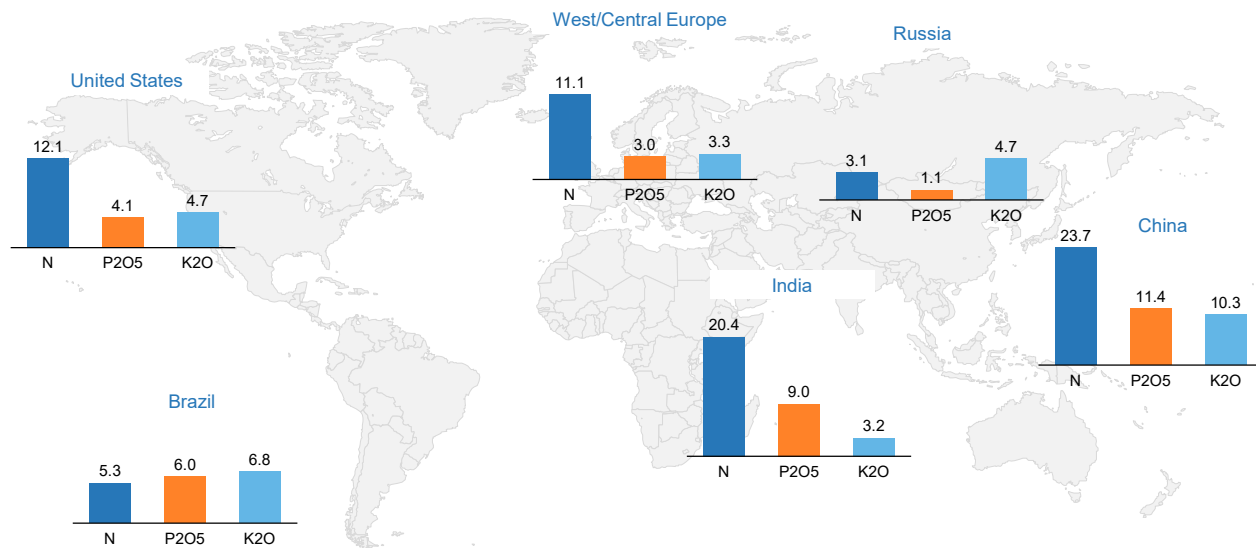 West/Central Europe
11.1
3.0
3.3
N
P2O5
K2O
Russia
3.1
1.1
4.7
N
P2O5
K2O
United States
12.1
4.1
4.7
N
P2O5
K2O
China
23.7
11.4
10.3
N
P2O5
K2O
India
20.4
9.0
3.2
N
P2O5
K2O
Brazil
5.3
6.0
6.8
N
P2O5
K2O